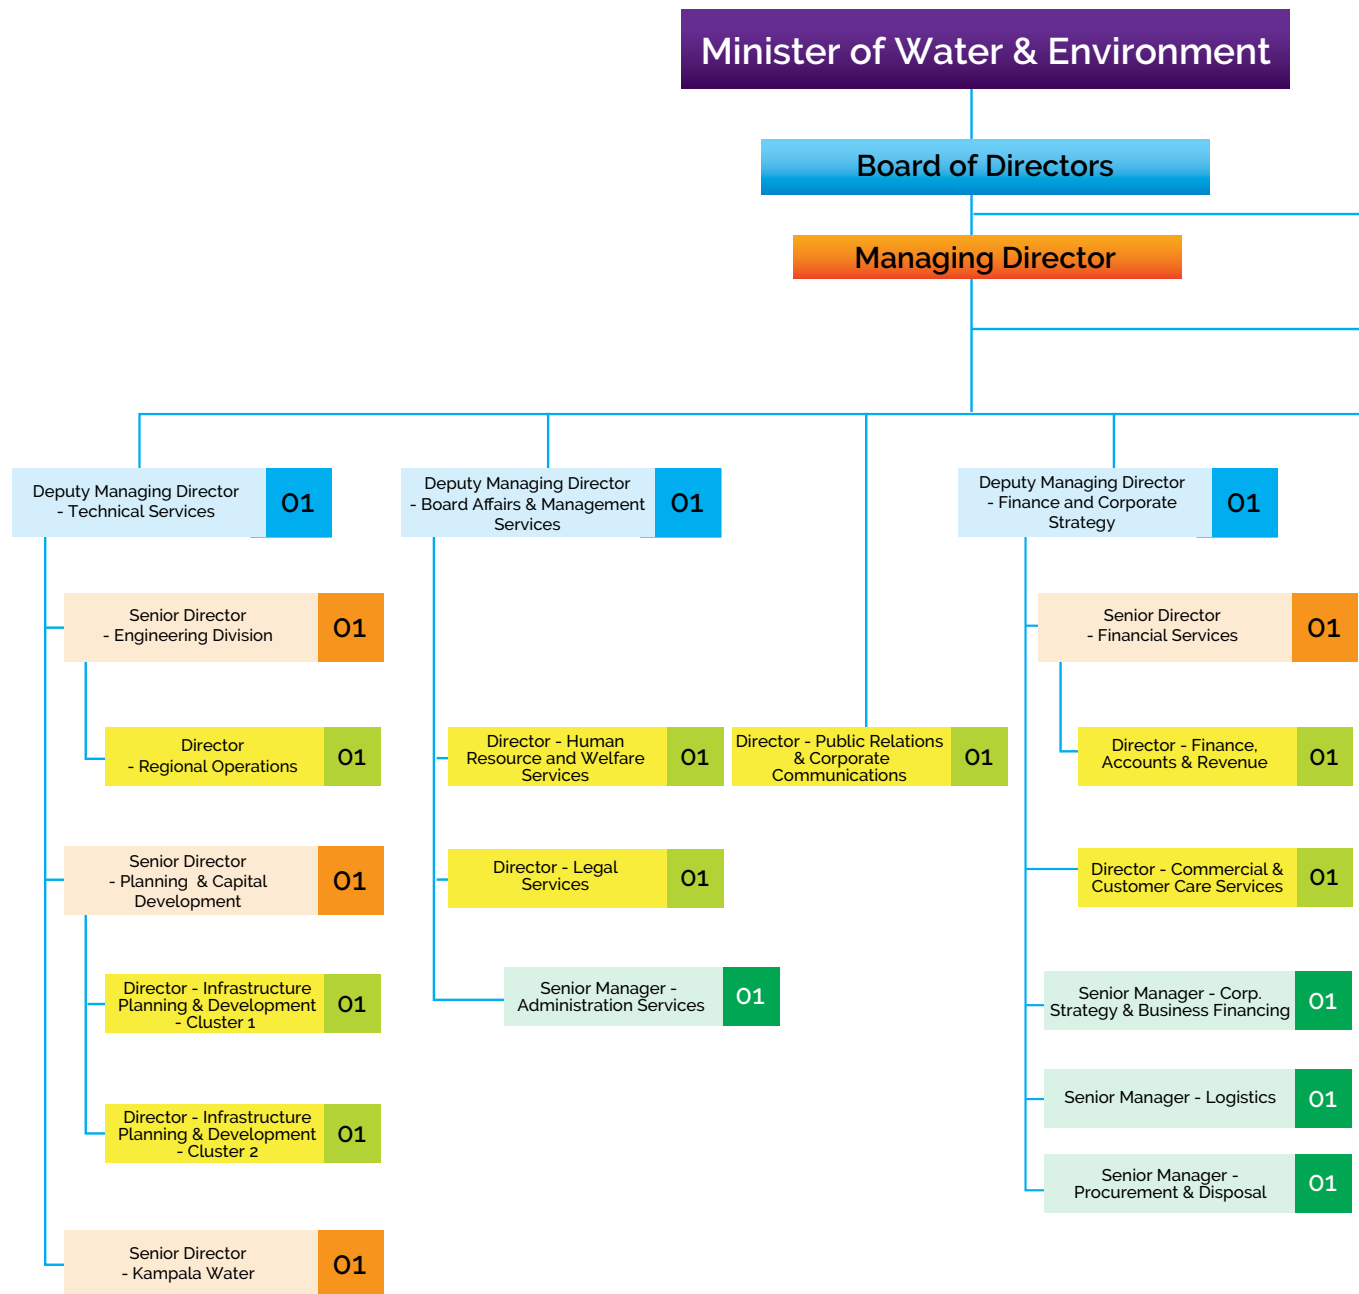 Minister of Water & Environment
Board of Directors
Managing Director
Deputy Managing Director
- Technical Services
01
Senior Director
- Engineering Division
01
Director
- Regional Operations
01
Senior Director
- Planning & Capital
Development
01
Director - Infrastructure
Planning & Development
- Cluster 1
01
Director - Infrastructure
Planning & Development
- Cluster 2
01
Senior Director
- Kampala Water
01
Deputy Managing Director
- Board Affairs & Management
Services
01
Director - Human
Resource and Welfare
Services
01
Director - Legal
Services
01
Senior Manager -
Administration Services
01
Director - Public Relations
& Corporate
Communications
01
Deputy Managing Director
- Finance and Corporate
Strategy
01
Senior Director
- Financial Services
01
Director - Finance,
Accounts & Revenue
01
Director - Commercial &
Customer Care Services
01
Senior Manager - Corp.
Strategy & Business Financing
01
Senior Manager - Logistics
01
Senior Manager -
Procurement & Disposal
01